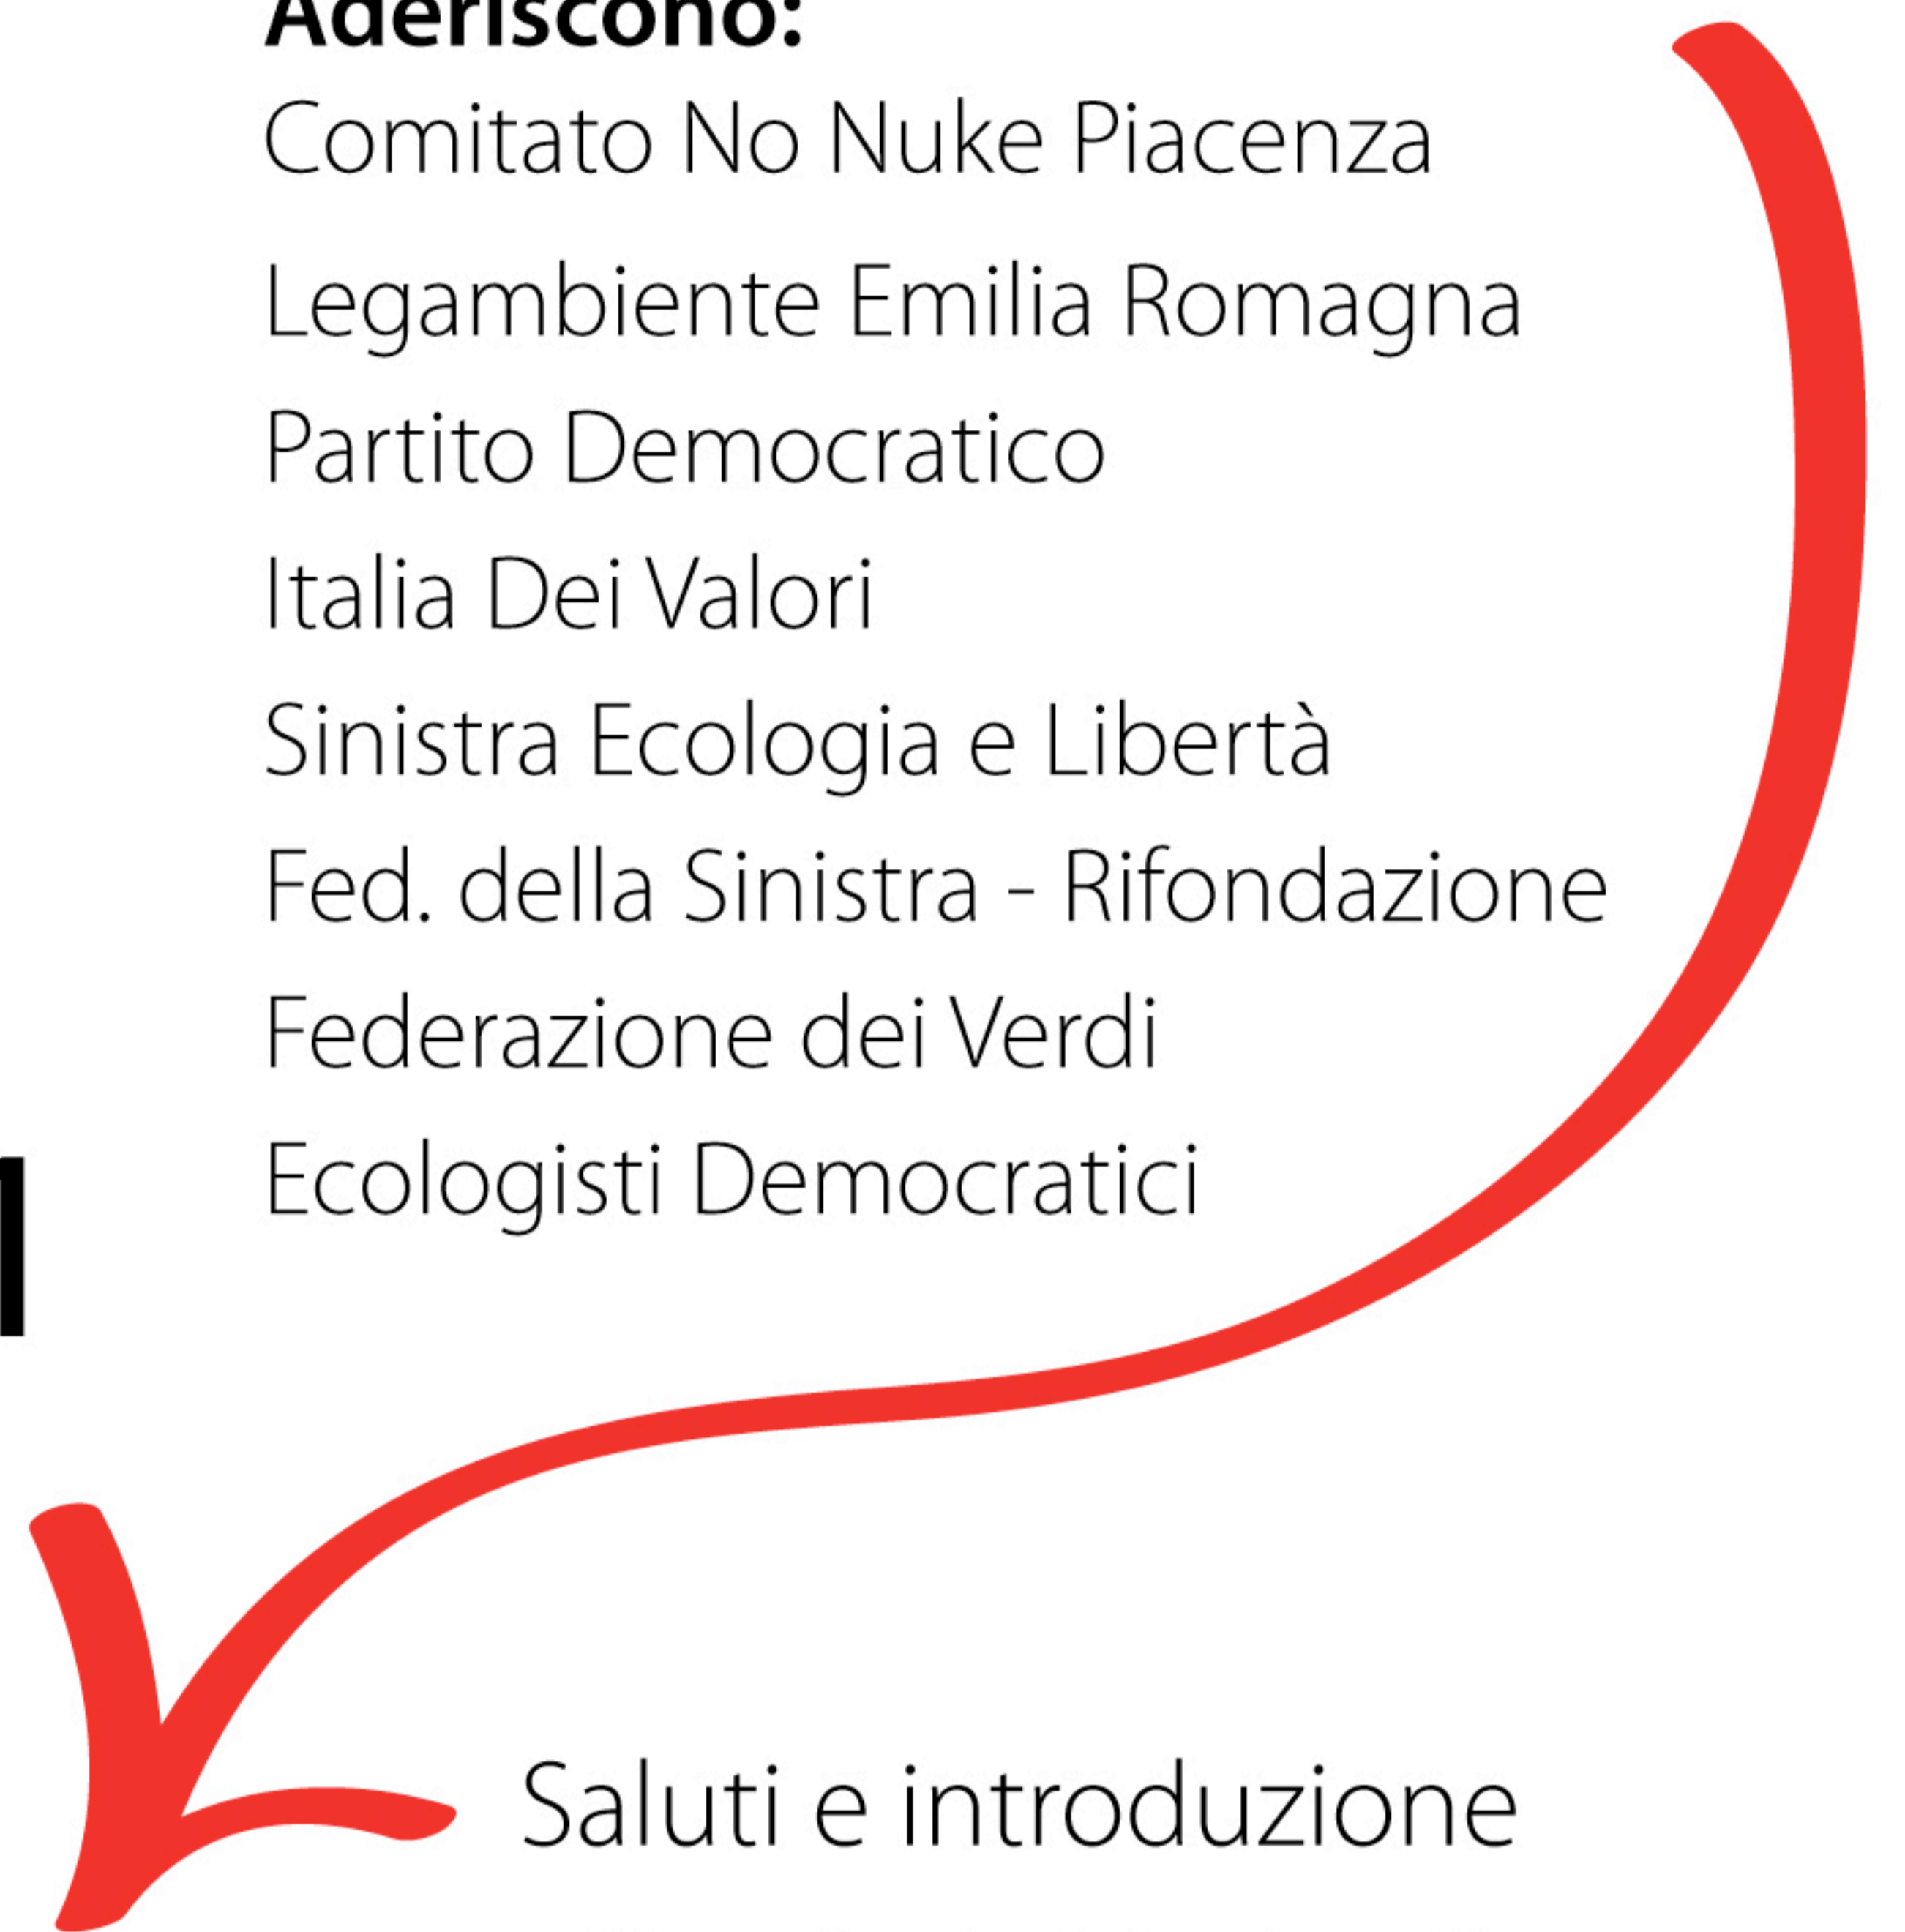 Aderiscono:
Comitato No Nuke Piacenza
Legambiente Emilia Romagna
Partito Democratico
Italia Dei Valori
Sinistra Ecologia e Libertà
Fed. della Sinistra - Rifondazione
Federazione dei Verdi
Ecologisti Democratici
Saluti e introduzione